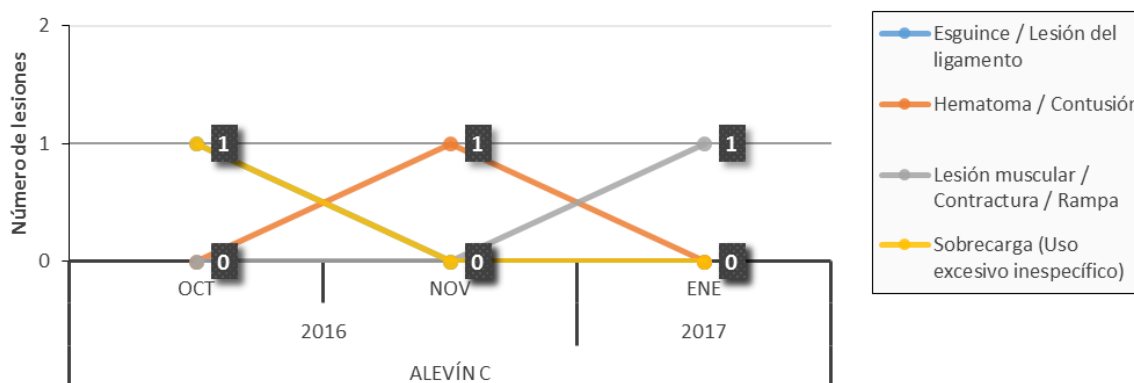 Número de lesiones
2
1
0
1
1
1
0
0
0
OCT
NOV
ENE
2016
2017
ALEVÍN C
Esguince / Lesión del
ligamento
Hematoma / Contusión
Lesión muscular /
Contractura / Rampa
Sobrecarga (Uso
excesivo inespecífico)